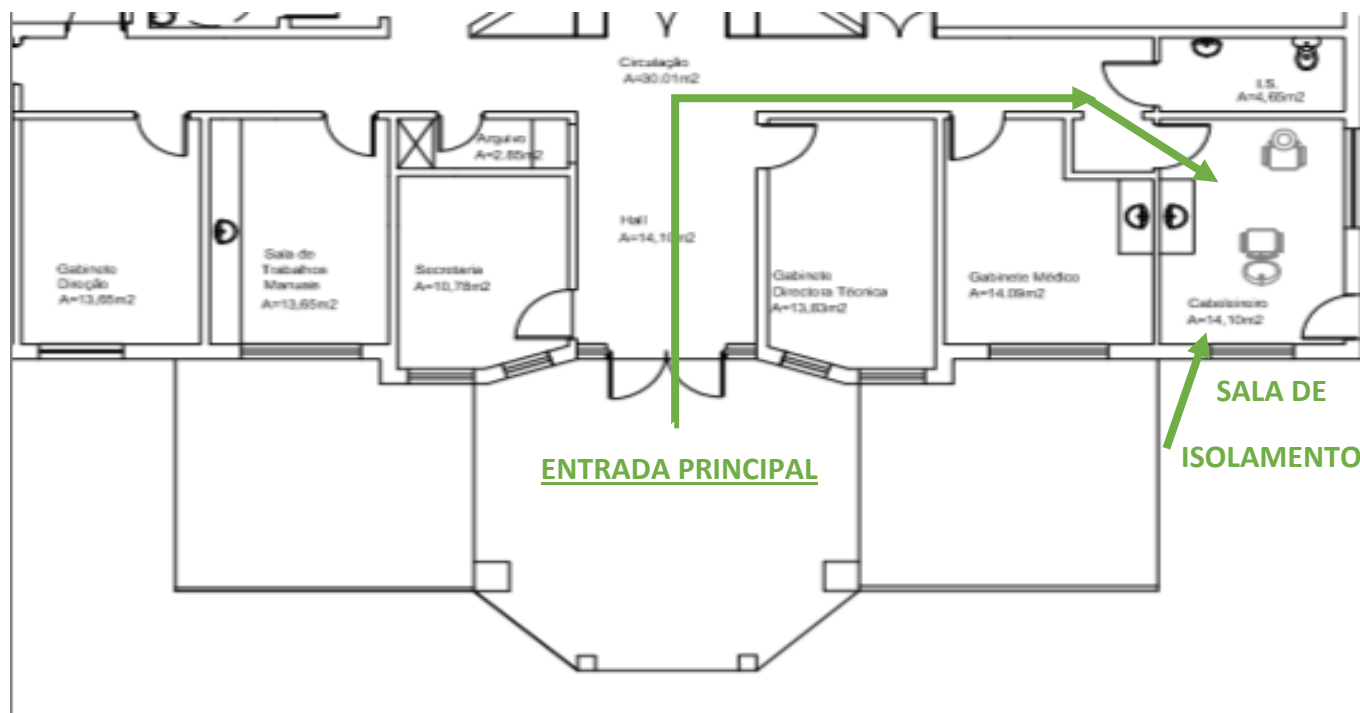 Circulação
A=30.01m2
I.S.
A=4,65m2
Arquivo
A=2.85m2
Hall
A=14,10m2
Gabinete
Direção
A=13,65m2
Sala de
Trabalhos
Manuais
A=13,65m2
Secretaria
A=10,78m2
Gabinete
Directora Técnica
A=13,83m2
Gabinete Médico
A=14.09m2
Cabeleireiro
A=14,10m2
SALA DE
ISOLAMENTO
ENTRADA PRINCIPAL